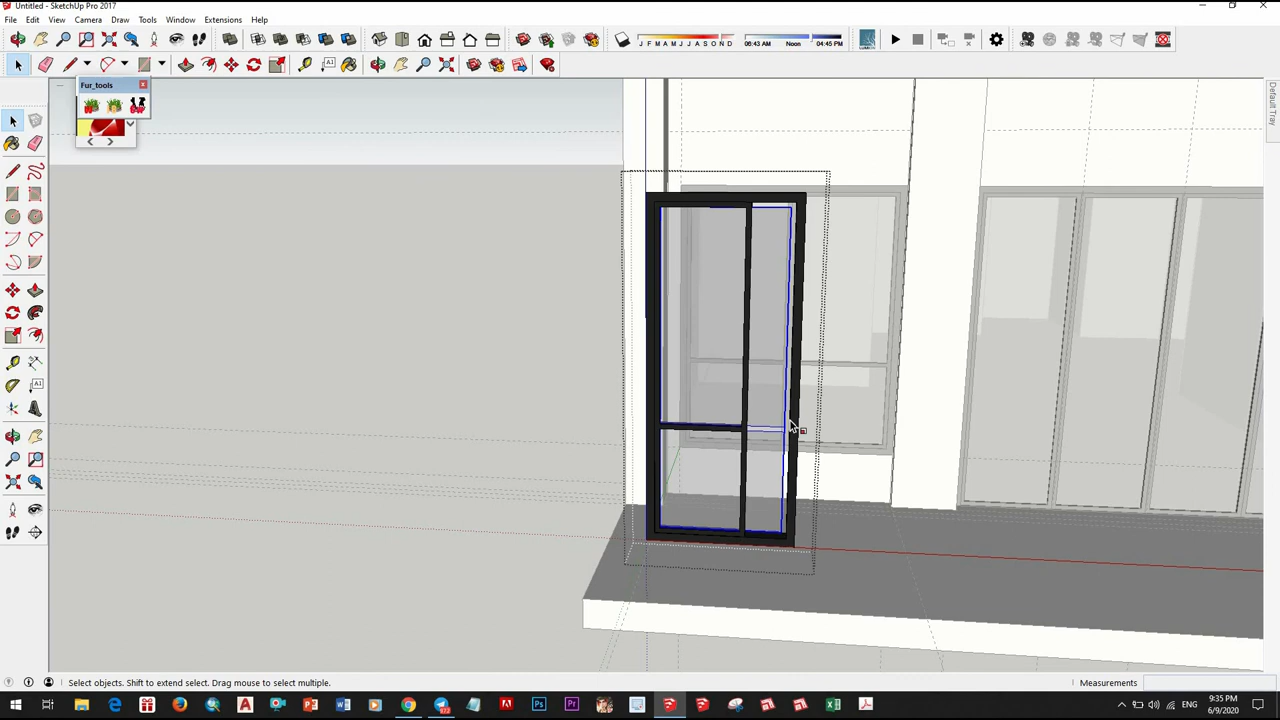 Untitled - SketchUp Pro 2017
File Edit View Camera Draw Tools Window Extensions Help
J F M A M J J A S O N D
06:43 AM Noon 04:45 PM
Fur_tools
Default Tray
Select objects. Shift to extend select. Drag mouse to select multiple.
Measurements
ENG
9:35 PM
6/9/2020